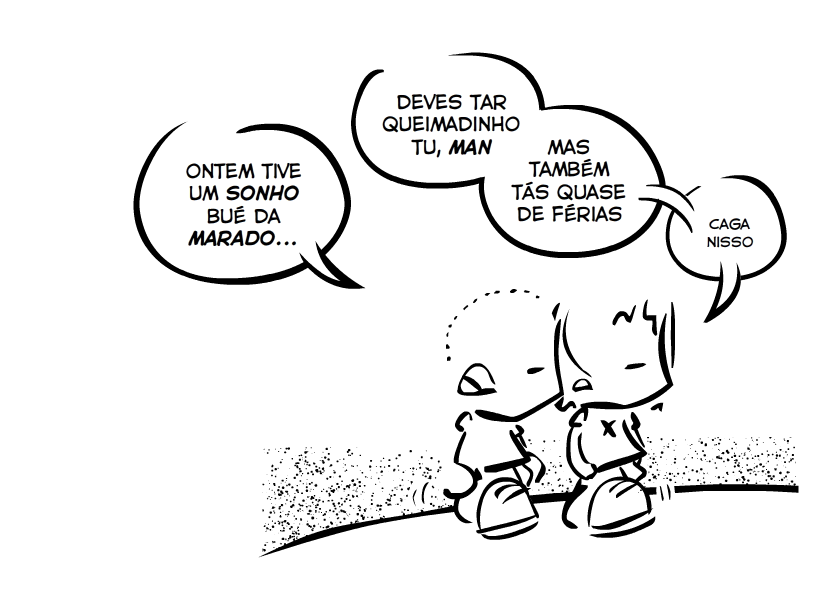 ONTEM TIVE
UM SONHO
BUÉ DA
MARADO...
DEVES TAR
QUEIMADINHO
TU, MAN
MAS
TAMBÉM
TÁS QUASE
DE FÉRIAS
CAGA
NISSO